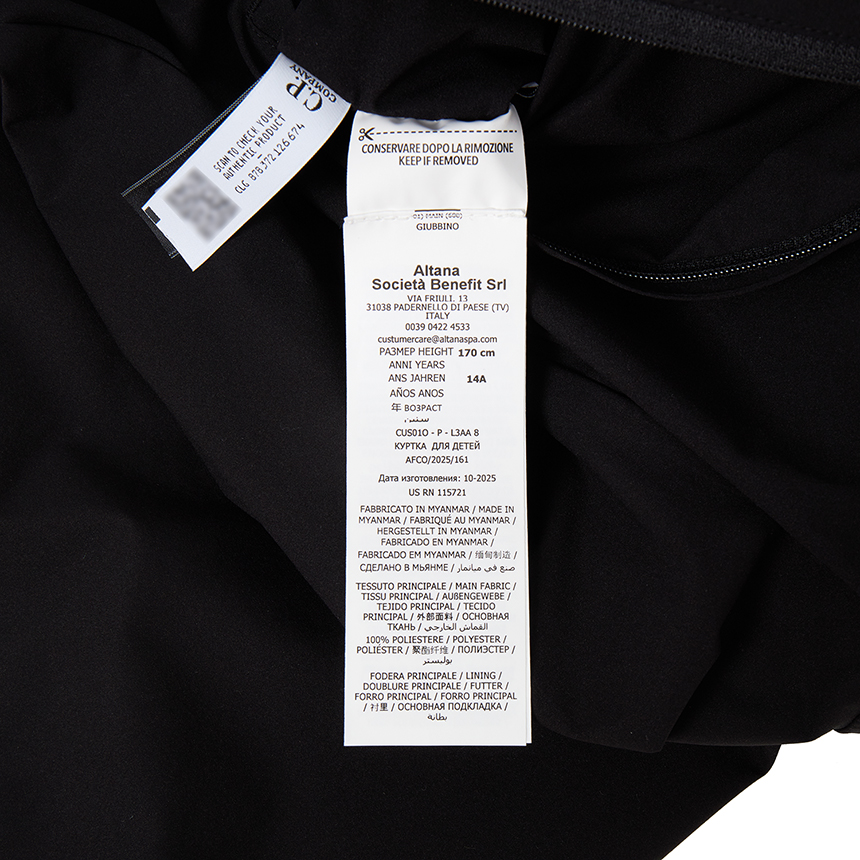 C.P.
COMPANY
SCAN TO CHECK YOUR
AUTHENTIC PRODUCT
–
CLG 878372126674
CONSERVARE DOPO LA RIMOZIONE
KEEP IF REMOVED
GIUBBINO
Altana
Società Benefit Srl
VIA FRIULI. 13
31038 PADERNELLO DI PAESE (TV)
ITALY
0039 0422 4533
custumercare@altanaspa.com
РАЗМЕР HEIGHT 170 cm
ANNI YEARS
ANS JAHREN 14A
AÑOS ANOS
年 ВОЗРАСТ
CUS01O - P - L3AA 8
КУРТКА ДЛЯ ДЕТЕЙ
AFCO/2025/161
Дата изготовления: 10-2025
US RN 115721
FABBRICATO IN MYANMAR / MADE IN
MYANMAR / FABRIQUÉ AU MYANMAR /
HERGESTELLT IN MYANMAR /
FABRICADO EN MYANMAR /
FABRICADO EM MYANMAR / 缅甸制造 /
СДЕЛАНО В МЬЯНМЕ / صنع في ميانمار
TESSUTO PRINCIPALE / MAIN FABRIC /
TISSU PRINCIPAL / AUßENGEWEBE /
TEJIDO PRINCIPAL / TECIDO
PRINCIPAL / 外部面料 / ОСНОВНАЯ
ТКАНЬ / القماش الخارجي
100% POLIESTERE / POLYESTER /
POLIÉSTER / 聚酯纤维 / ПОЛИЭСТЕР /
بوليستر
FODERA PRINCIPALE / LINING /
DOUBLURE PRINCIPALE / FUTTER /
FORRO PRINCIPAL / FORRO PRINCIPAL
/ 衬里 / ОСНОВНАЯ ПОДКЛАДКА /
بطانة